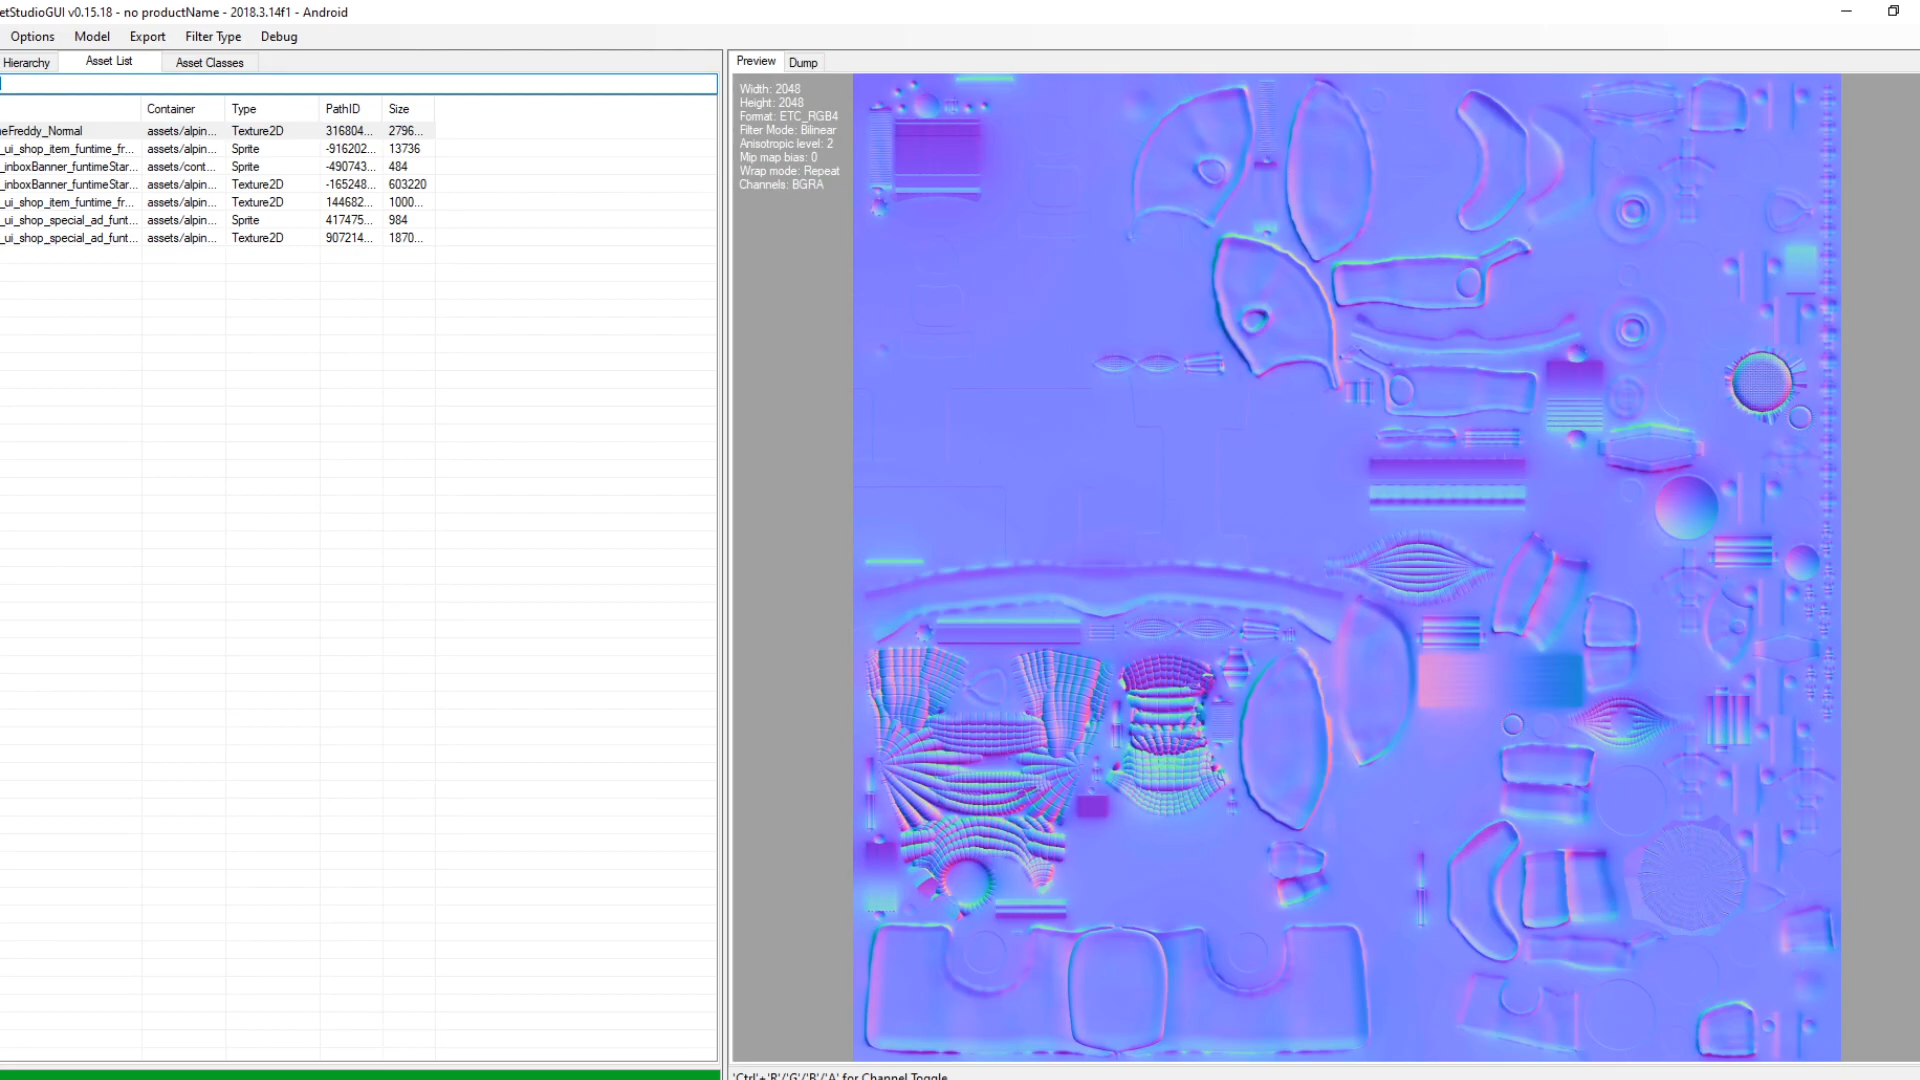 etStudioGUI v0.15.18 - no productName - 2018.3.14f1 - Android
Options Model Export Filter Type Debug
Hierarchy Asset List Asset Classes
Preview Dump
Container Type PathID Size
eFreddy_Normal assets/alpin... Texture2D 316804... 2796...
_ui_shop_item_funtime_fr... assets/alpin... Sprite -916202... 13736
_inboxBanner_funtimeStar... assets/cont... Sprite -490743... 484
_inboxBanner_funtimeStar... assets/alpin... Texture2D -165248... 603220
_ui_shop_item_funtime_fr... assets/alpin... Texture2D 144682... 1000...
_ui_shop_special_ad_funt... assets/alpin... Sprite 417475... 984
_ui_shop_special_ad_funt... assets/alpin... Texture2D 907214... 1870...
Width: 2048
Height: 2048
Format: ETC_RGB4
Filter Mode: Bilinear
Anisotropic level: 2
Mip map bias: 0
Wrap mode: Repeat
Channels: BGRA
'Ctrl'+'R'/'G'/'B'/'A' for Channel Toggle